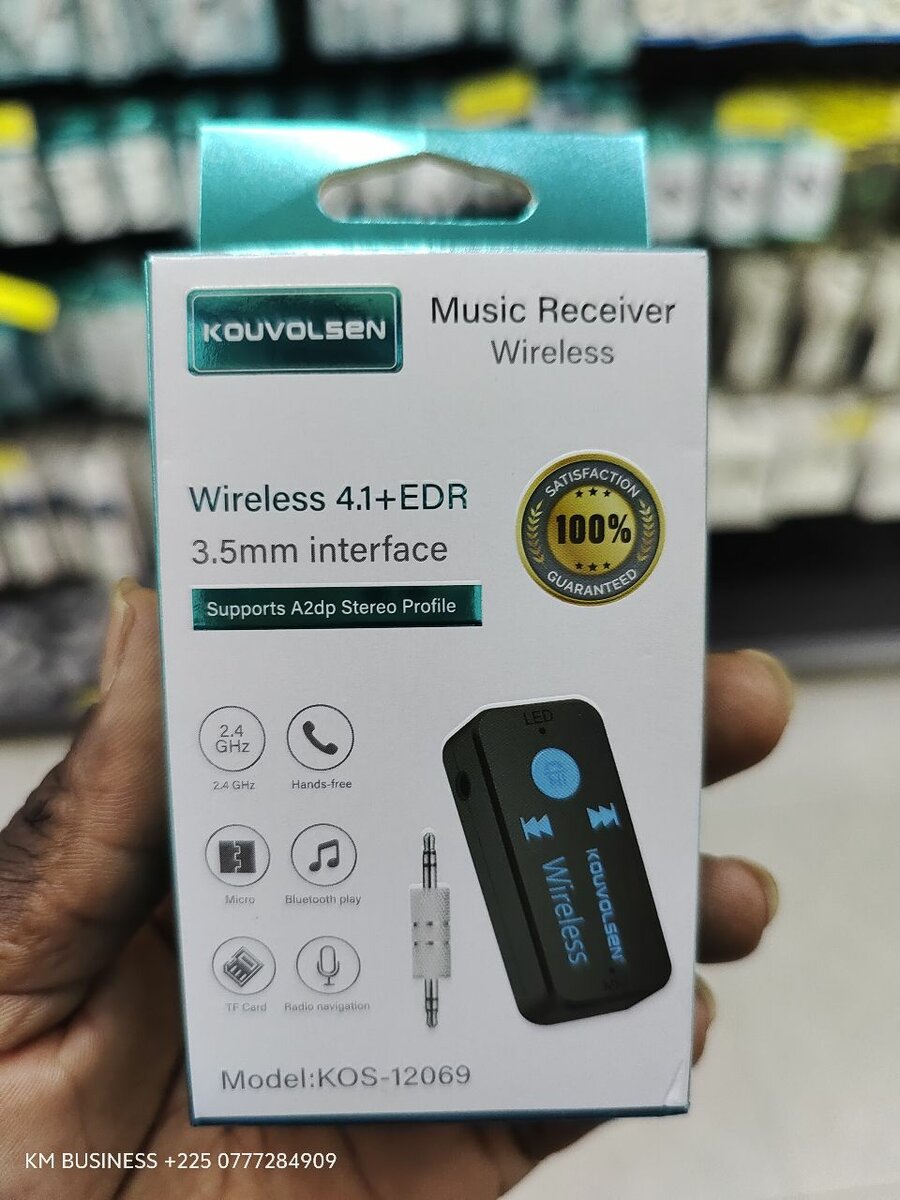 KOUVOLSEN
Music Receiver
Wireless
Wireless 4.1+EDR
3.5mm interface
Supports A2dp Stereo Profile
SATISFACTION
100%
GUARANTEED
2.4
GHz
2.4 GHz
Hands-free
Micro
Bluetooth play
TF Card
Radio navigation
LED
KOUVOLSEN
Wireless
Model:KOS-12069
KM BUSINESS +225 0777284909